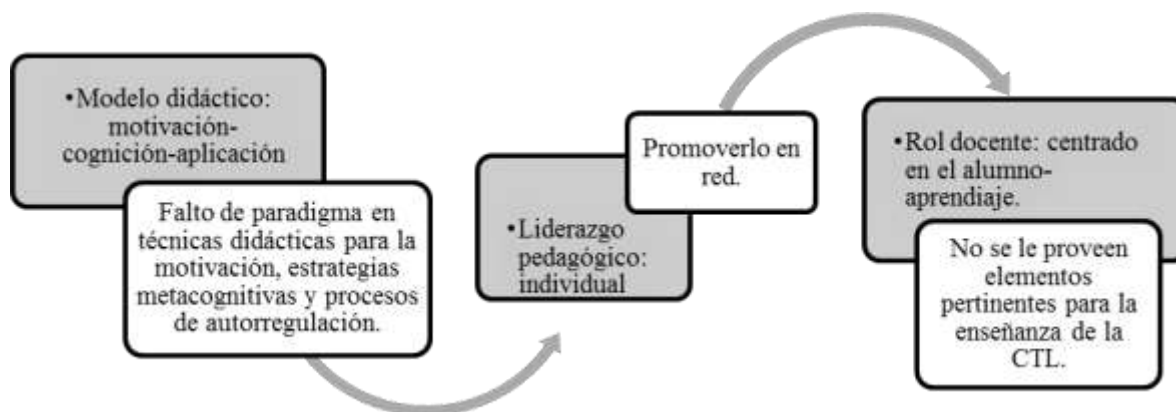 •Modelo didáctico:
motivación-
cognición-aplicación
Falto de paradigma en
técnicas didácticas para la
motivación, estrategias
metacognitivas y procesos
de autorregulación.
Promoverlo en
red.
•Liderazgo
pedagógico:
individual
•Rol docente: centrado
en el alumno-
aprendiaje.
No se le proveen
elementos
pertinentes para la
enseñanza de la
CTL.